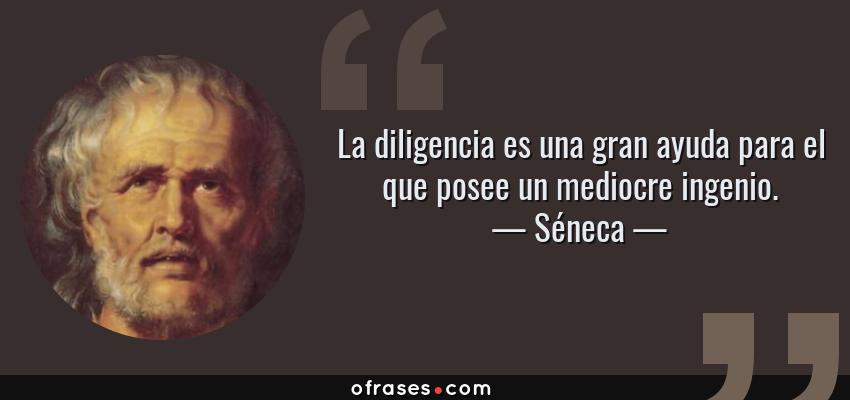 La diligencia es una gran ayuda para el
que posee un mediocre ingenio.
— Séneca —
ofrases.com